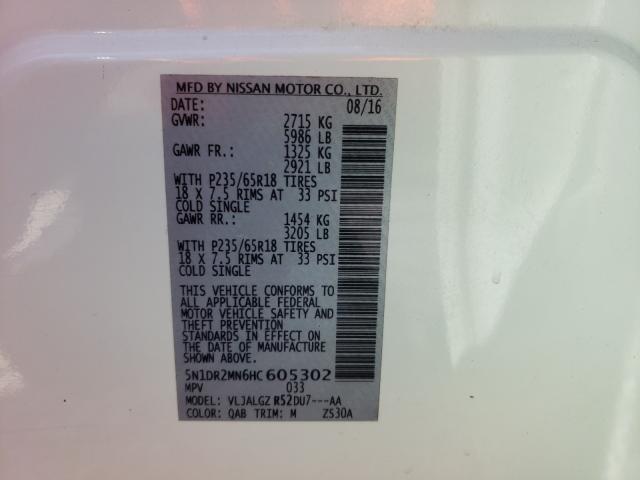 MFD BY NISSAN MOTOR CO., LTD.
DATE: 08/16
GVWR: 2715 KG
5986 LB
GAWR FR.: 1325 KG
2921 LB
WITH P235/65R18 TIRES
18 X 7.5 RIMS AT 33 PSI
COLD SINGLE
GAWR RR.: 1454 KG
3205 LB
WITH P235/65R18 TIRES
18 X 7.5 RIMS AT 33 PSI
COLD SINGLE
THIS VEHICLE CONFORMS TO
ALL APPLICABLE FEDERAL
MOTOR VEHICLE SAFETY AND
THEFT PREVENTION
STANDARDS IN EFFECT ON
THE DATE OF MANUFACTURE
SHOWN ABOVE.
5N1DR2MN6HC605302
MPV 033
MODEL: VLJALGZ R52DU7---AA
COLOR: QAB TRIM: M Z530A